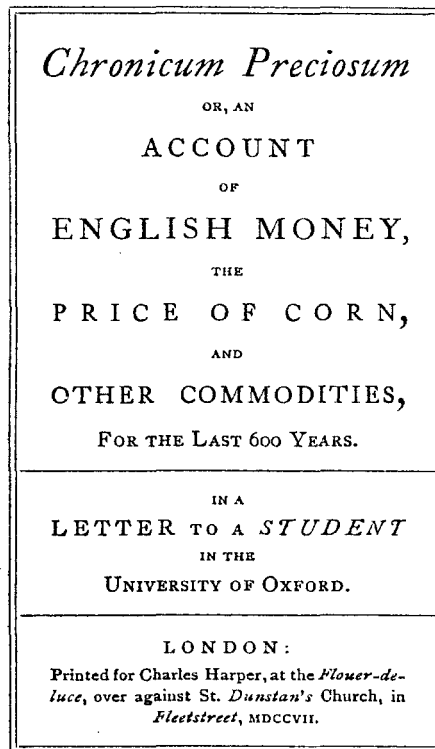 Chronicum Preciosum
OR, AN
ACCOUNT
OF
ENGLISH MONEY,
THE
PRICE OF CORN,
AND
OTHER COMMODITIES,
FOR THE LAST 600 YEARS.
IN A
LETTER TO A STUDENT
IN THE
UNIVERSITY OF OXFORD.
LONDON:
Printed for Charles Harper, at the Flouer-de-
luce, over against St. Dunstan's Church, in
Fleetstreet, MDCCVII.